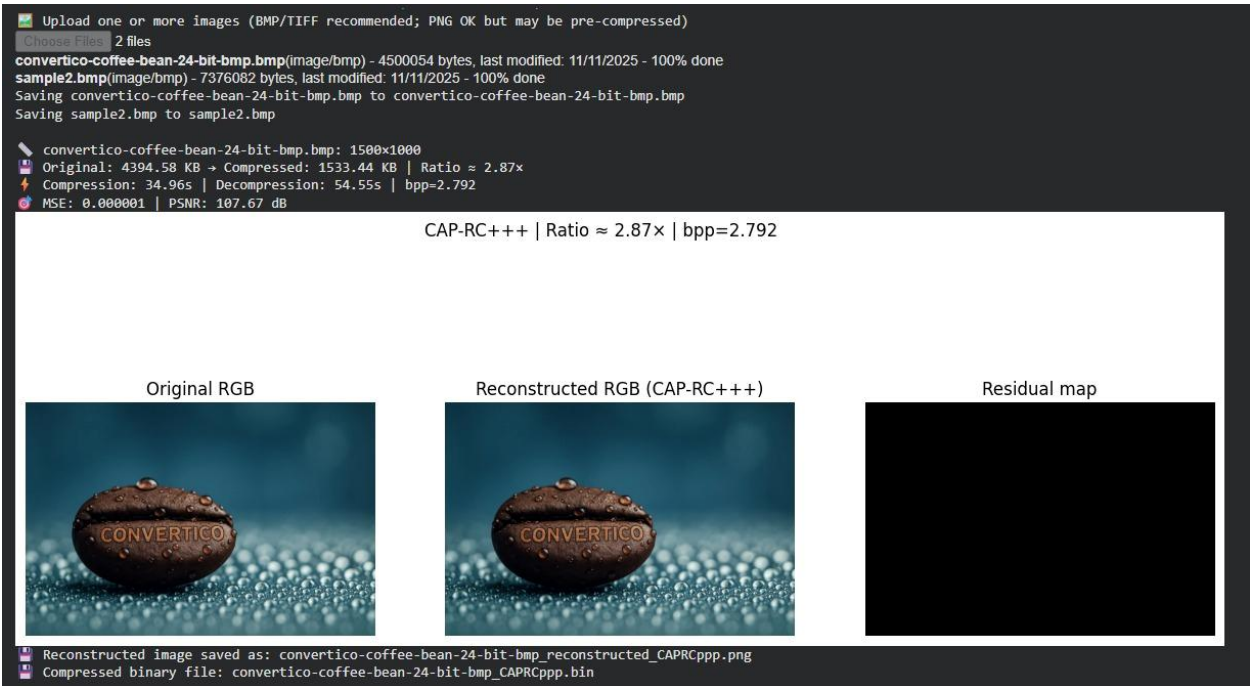 Upload one or more images (BMP/TIFF recommended; PNG OK but may be pre-compressed)
Choose Files 2 files
convertico-coffee-bean-24-bit-bmp.bmp(image/bmp) - 4500054 bytes, last modified: 11/11/2025 - 100% done
sample2.bmp(image/bmp) - 7376082 bytes, last modified: 11/11/2025 - 100% done
Saving convertico-coffee-bean-24-bit-bmp.bmp to convertico-coffee-bean-24-bit-bmp.bmp
Saving sample2.bmp to sample2.bmp
convertico-coffee-bean-24-bit-bmp.bmp: 1500×1000
Original: 4394.58 KB → Compressed: 1533.44 KB | Ratio ≈ 2.87×
Compression: 34.96s | Decompression: 54.55s | bpp=2.792
MSE: 0.000001 | PSNR: 107.67 dB
CAP-RC+++ | Ratio ≈ 2.87× | bpp=2.792
Original RGB Reconstructed RGB (CAP-RC+++) Residual map
CONVERTICO CONVERTICO
Reconstructed image saved as: convertico-coffee-bean-24-bit-bmp_reconstructed_CAPRCppp.png
Compressed binary file: convertico-coffee-bean-24-bit-bmp_CAPRCppp.bin